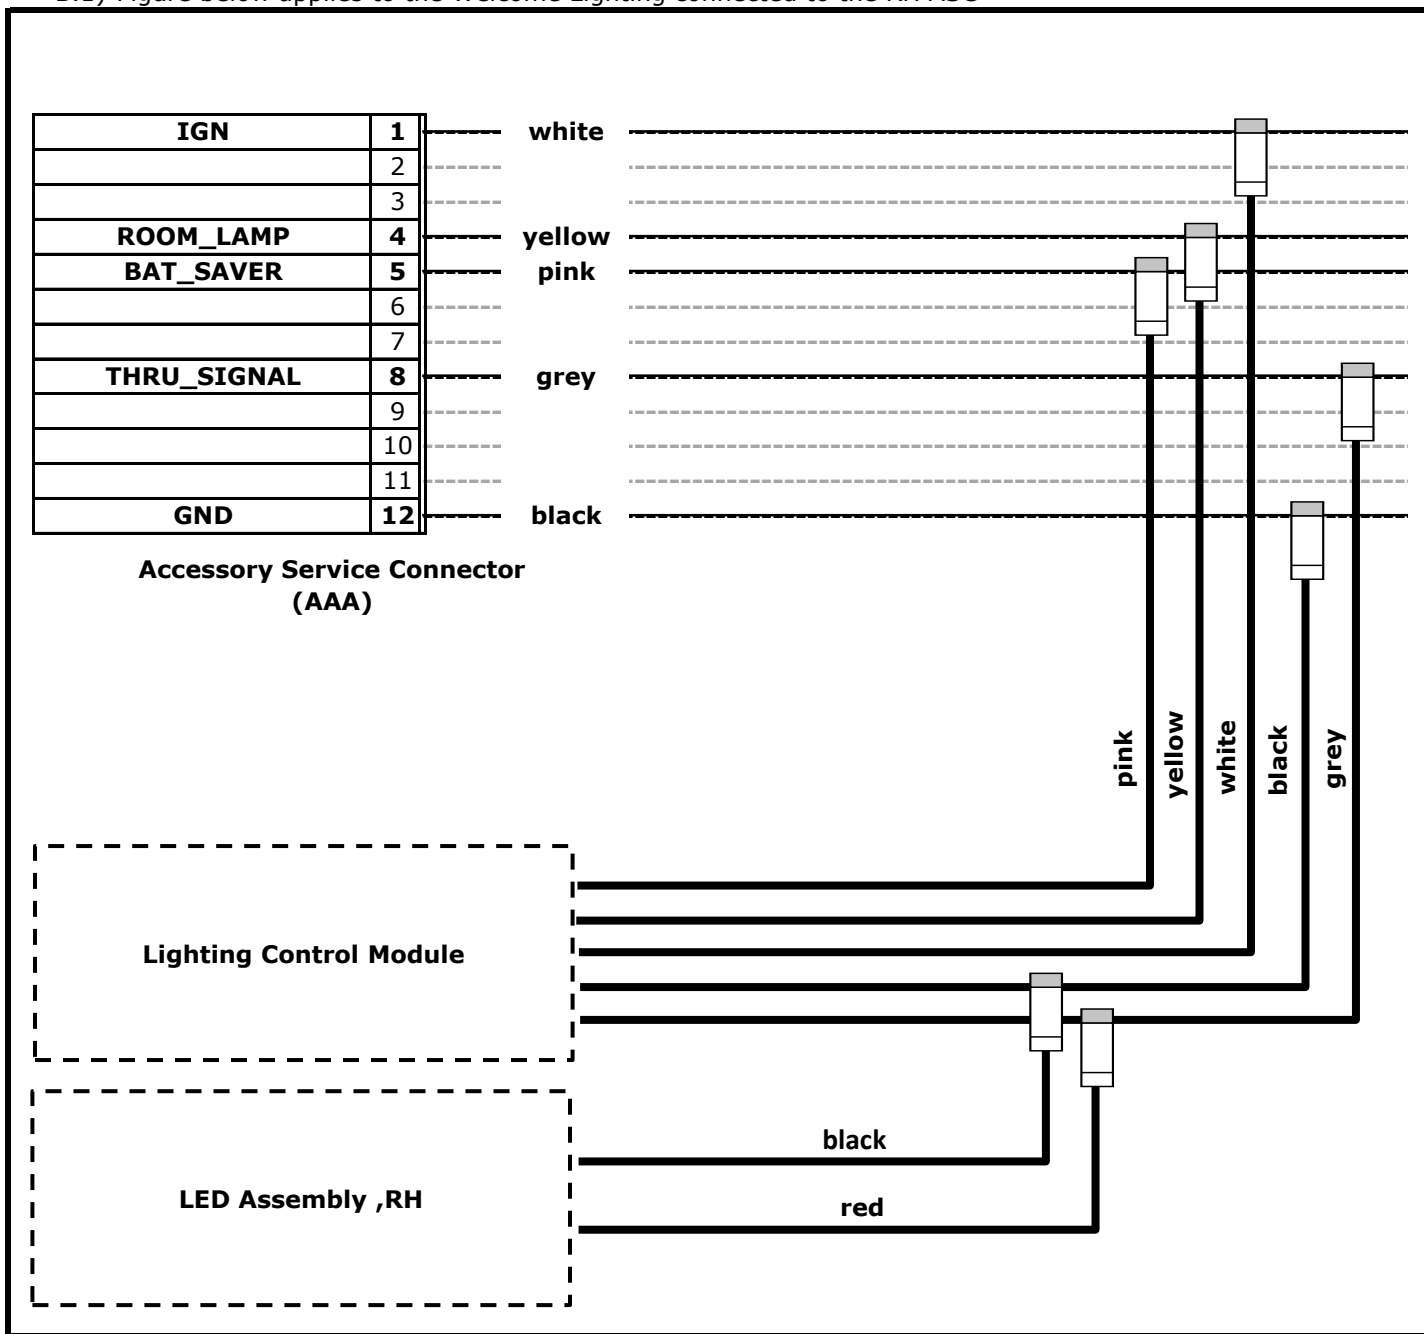 IGN 1 white
2
3
ROOM_LAMP 4 yellow
BAT_SAVER 5 pink
6
7
THRU_SIGNAL 8 grey
9
10
11
GND 12 black
Accessory Service Connector
(AAA)
pink
yellow
white
black
grey
Lighting Control Module
black
LED Assembly ,RH
red